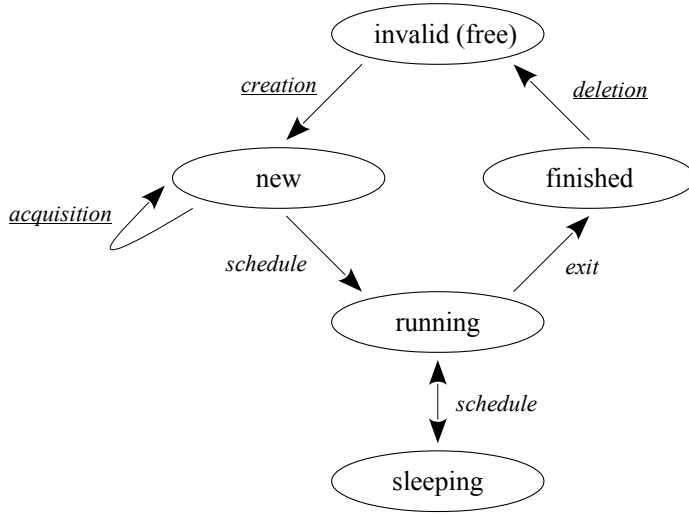 invalid (free)
creation
deletion
new
finished
acquisition
schedule
exit
running
schedule
sleeping